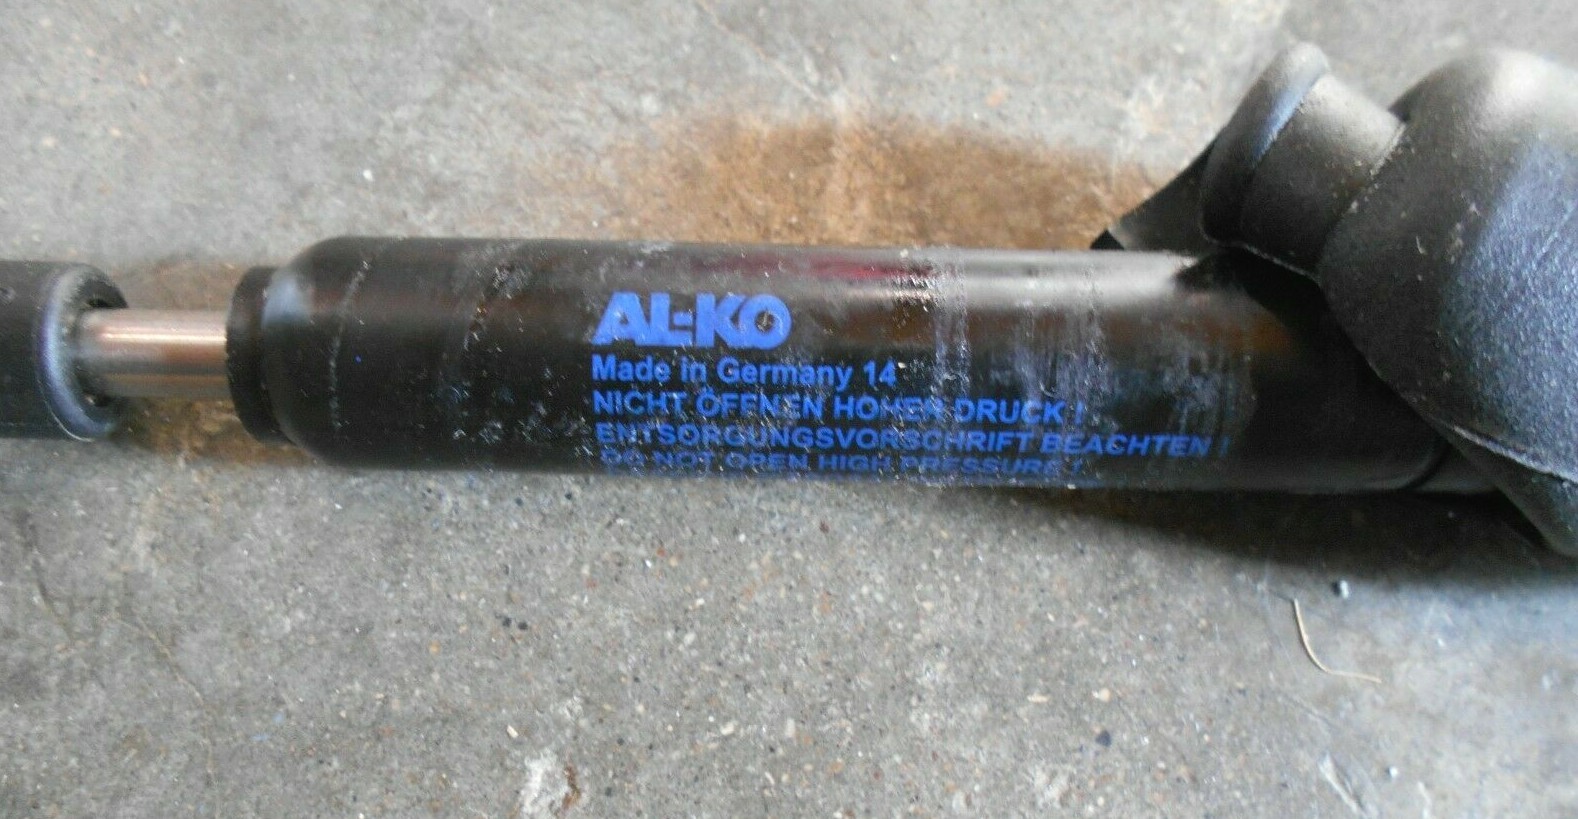 AL-KO
Made in Germany 14
NICHT ÖFFNEN HOHER DRUCK !
ENTSORGUNGSVORSCHRIFT BEACHTEN !
DO NOT OPEN HIGH PRESSURE !